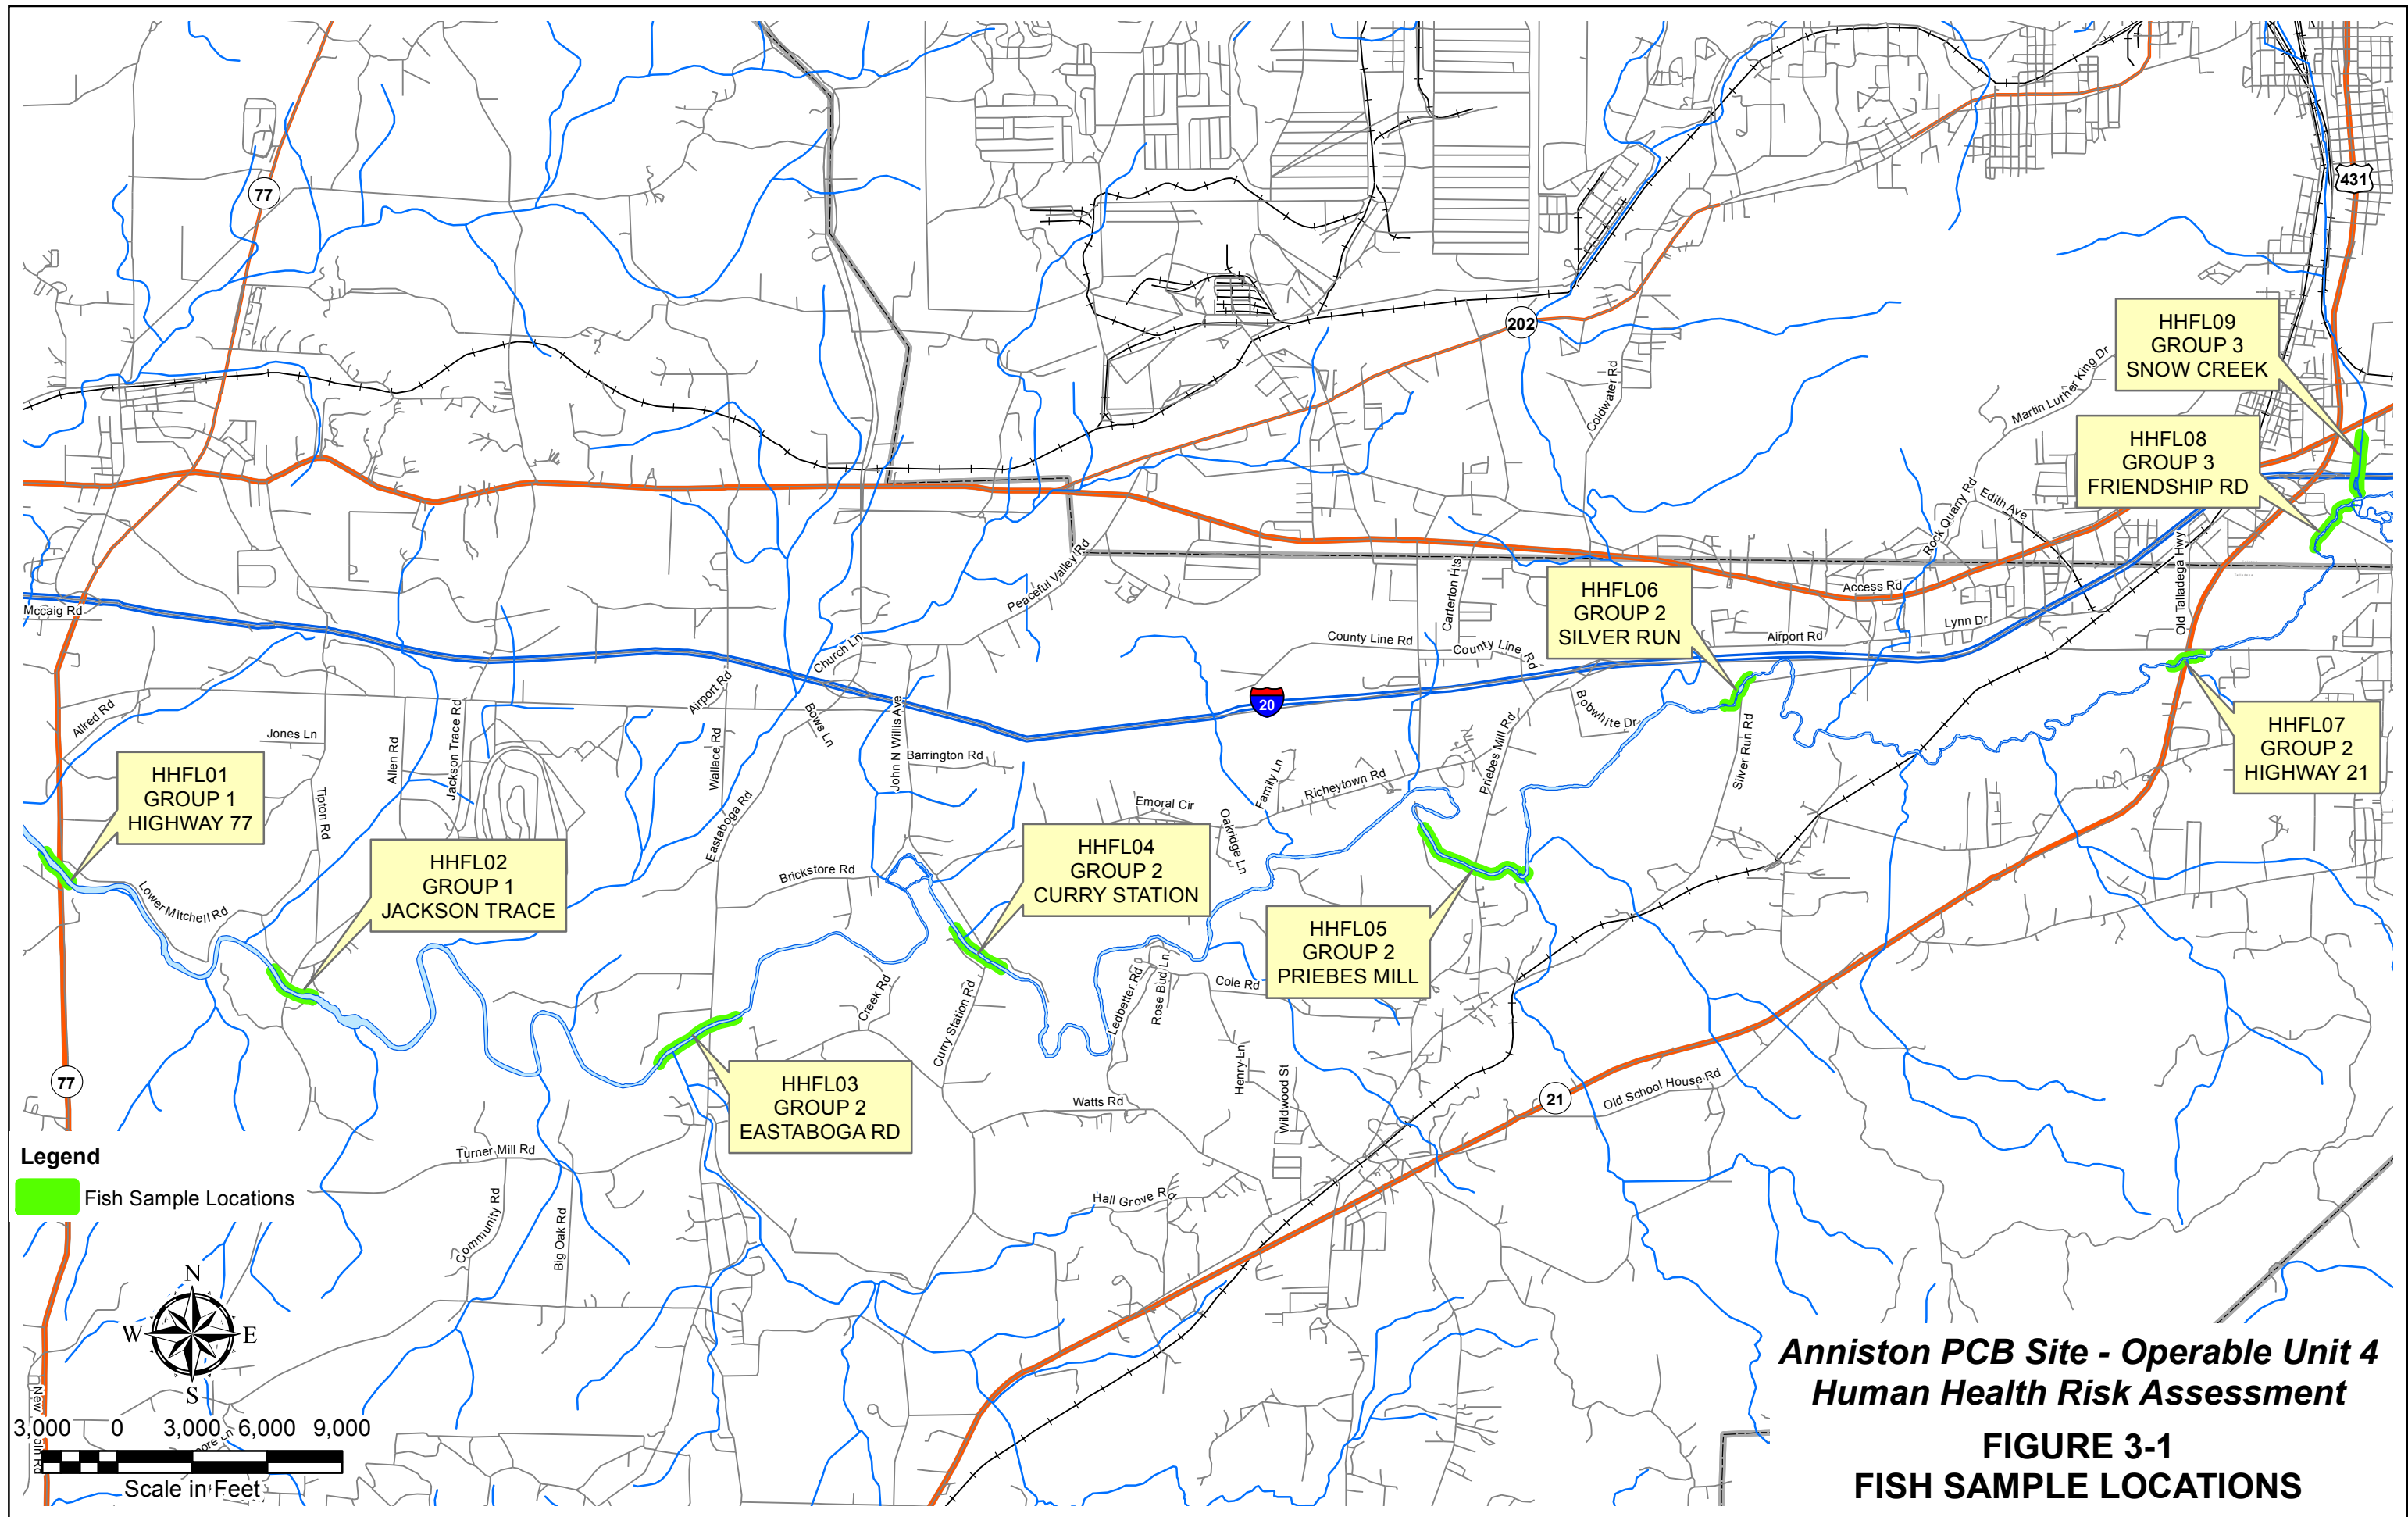 77
431
202
HHFL09
GROUP 3
SNOW CREEK
Martin Luther King Dr
Coldwater Rd
HHFL08
GROUP 3
FRIENDSHIP RD
Rock Quarry Rd
Edith Ave
Old Talladega Hwy
Peaceful Valley Rd
Carterton Hts
HHFL06
GROUP 2
SILVER RUN
Access Rd
Mccaig Rd
Church Ln
County Line Rd
County Line Rd
Airport Rd
Lynn Dr
Allred Rd
Airport Rd
Bows Ln
John N Willis Ave
20
Bobwhite Dr
Silver Run Rd
HHFL07
GROUP 2
HIGHWAY 21
Jones Ln
Allen Rd
Jackson Trace Rd
Wallace Rd
Barrington Rd
Priebes Mill Rd
HHFL01
GROUP 1
HIGHWAY 77
Tipton Rd
Eastaboga Rd
Emoral Cir
Oakridge Ln
Family Ln
Richeytown Rd
HHFL02
GROUP 1
JACKSON TRACE
Brickstore Rd
HHFL04
GROUP 2
CURRY STATION
Lower Mitchell Rd
HHFL05
GROUP 2
PRIEBES MILL
Creek Rd
Curry Station Rd
Ledbetter Rd
Rose Bud Ln
Cole Rd
77
HHFL03
GROUP 2
EASTABOGA RD
Henry Ln
Wildwood St
Watts Rd
21
Old School House Rd
Legend
Fish Sample Locations
Turner Mill Rd
Community Rd
Big Oak Rd
Hall Grove Rd
N
W E
S
New
3,000 0 3,000 6,000 9,000
Scale in Feet
Anniston PCB Site - Operable Unit 4
Human Health Risk Assessment
FIGURE 3-1
FISH SAMPLE LOCATIONS